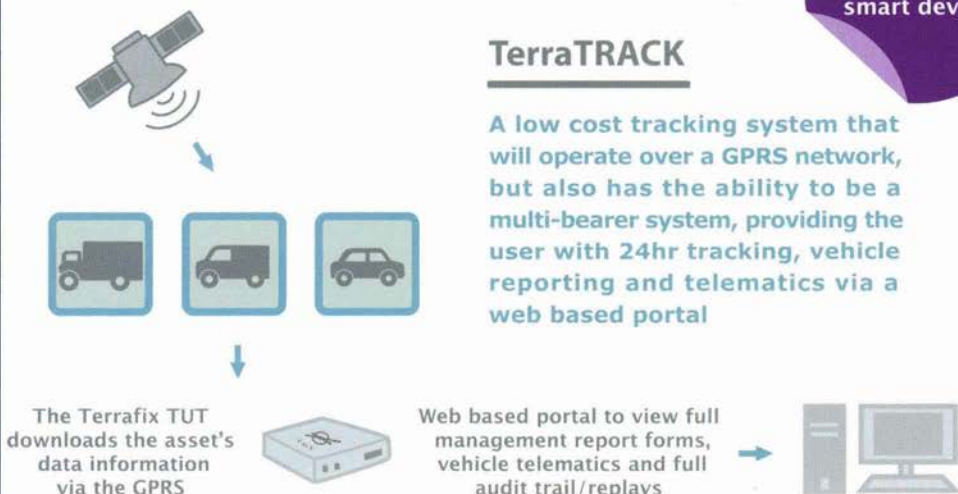 smart dev
TerraTRACK
A low cost tracking system that
will operate over a GPRS network,
but also has the ability to be a
multi-bearer system, providing the
user with 24hr tracking, vehicle
reporting and telematics via a
web based portal
The Terrafix TUT
downloads the asset's
data information
via the GPRS
Web based portal to view full
management report forms,
vehicle telematics and full
audit trail/replays